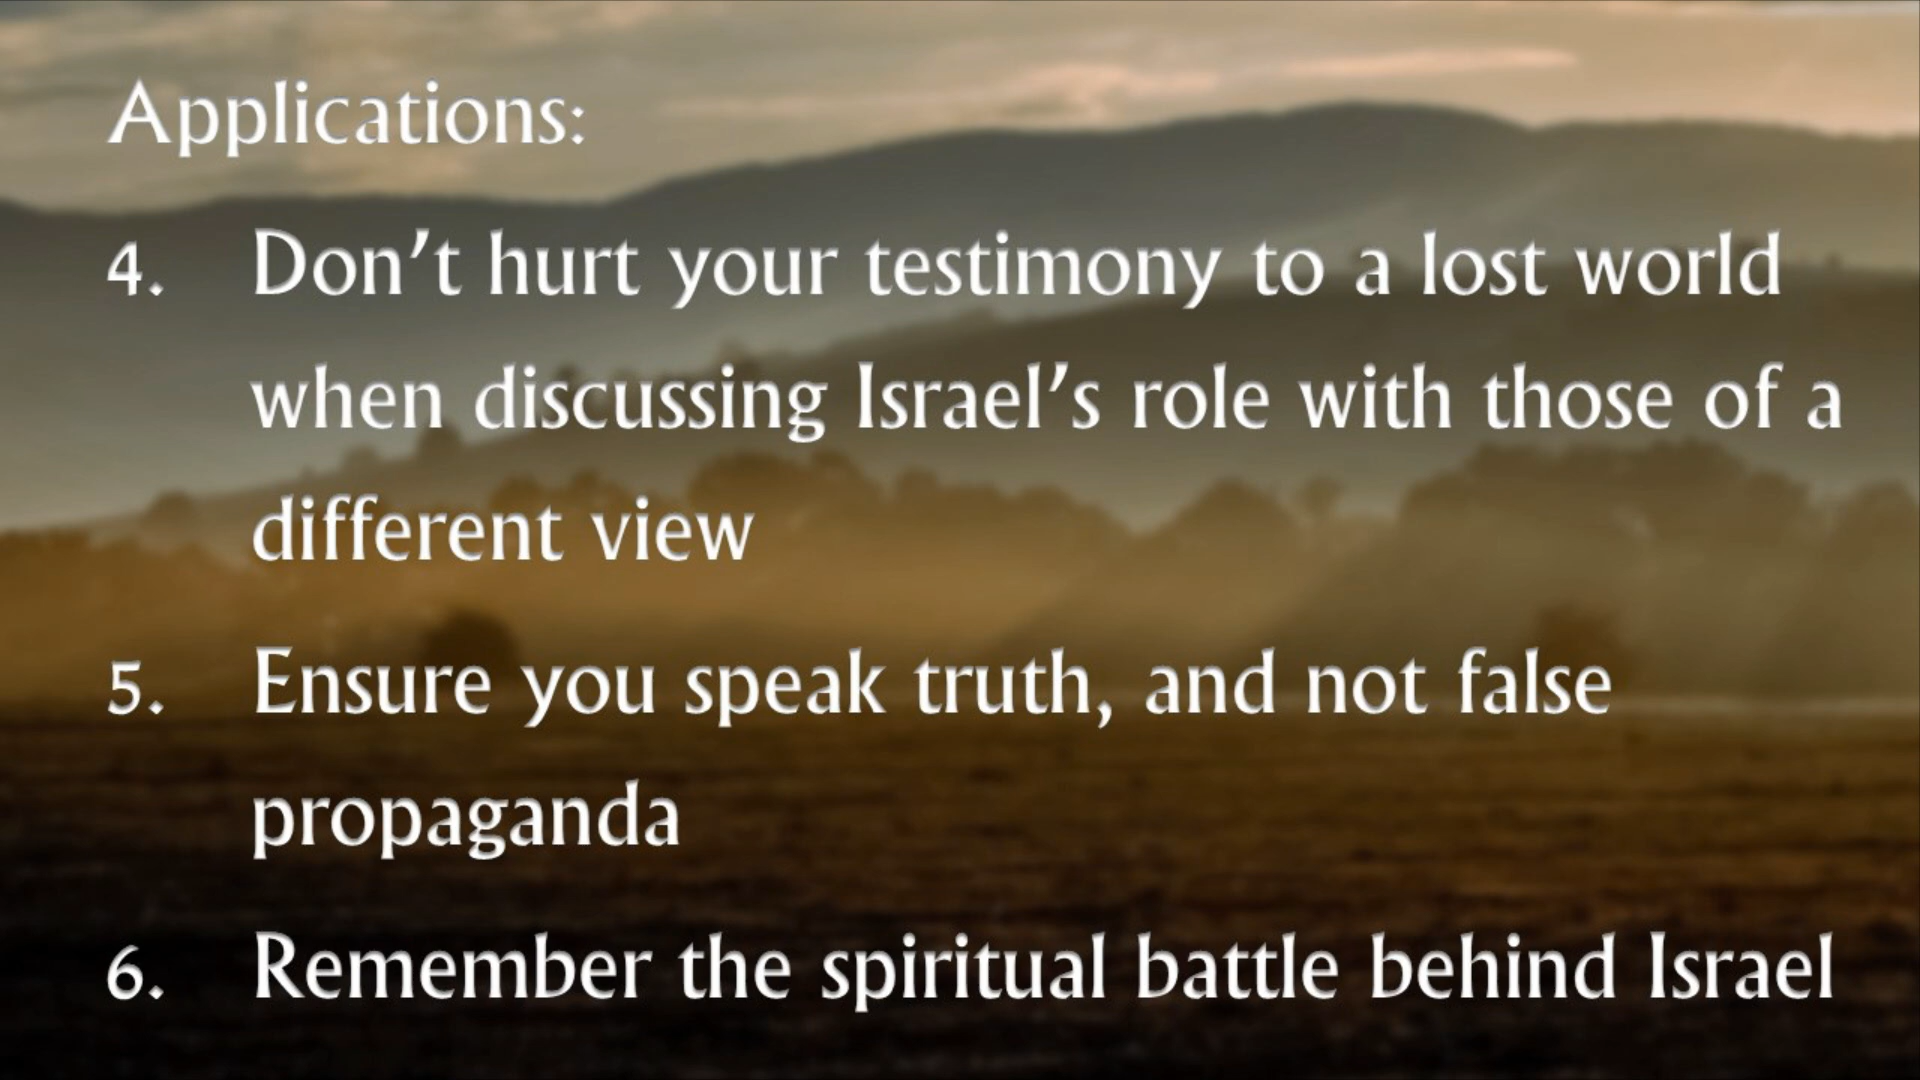 Applications:
4. Don’t hurt your testimony to a lost world
when discussing Israel’s role with those of a
different view
5. Ensure you speak truth, and not false
propaganda
6. Remember the spiritual battle behind Israel